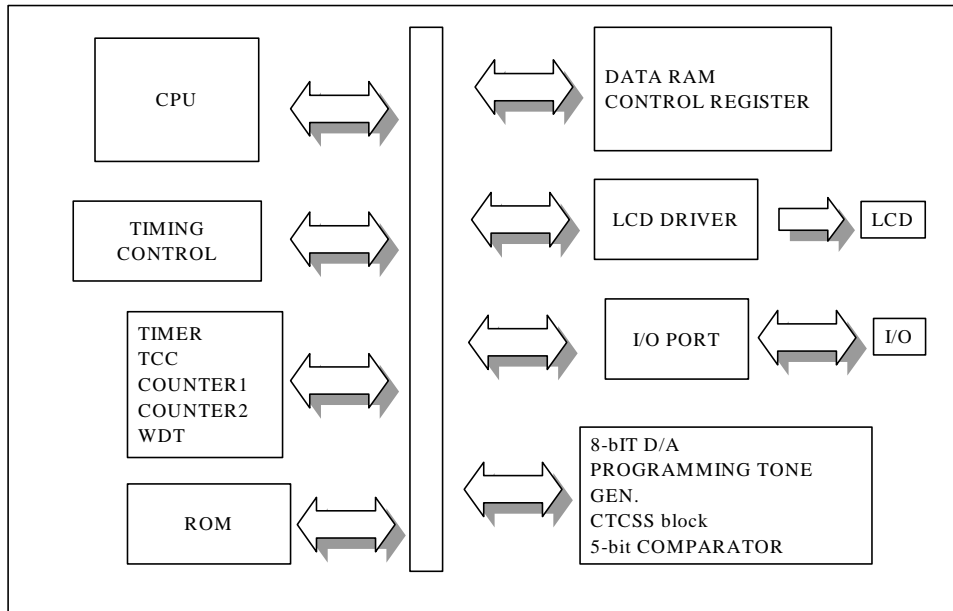 CPU
TIMING
CONTROL
TIMER
TCC
COUNTER1
COUNTER2
WDT
ROM
DATA RAM
CONTROL REGISTER
LCD DRIVER
LCD
I/O PORT
I/O
8-bIT D/A
PROGRAMMING TONE
GEN.
CTCSS block
5-bit COMPARATOR